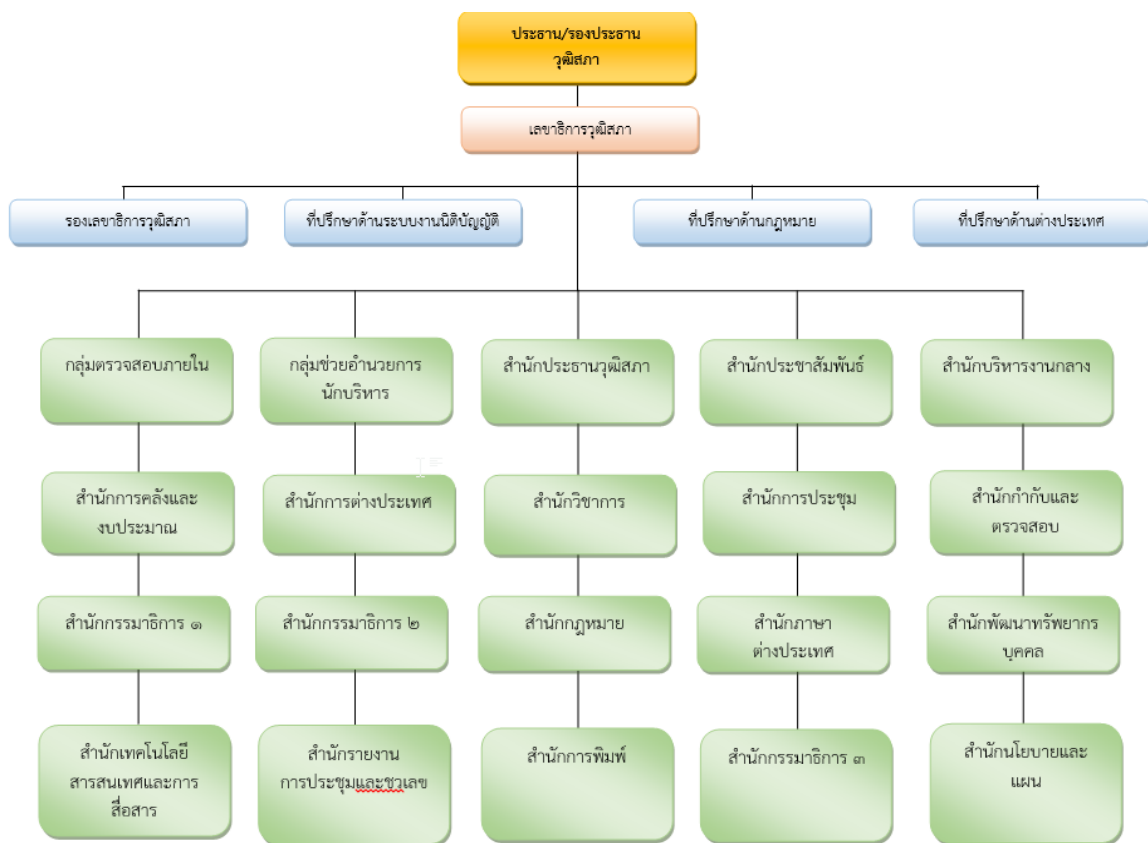 ประธาน/รองประธาน
วุฒิสภา
เลขาธิการวุฒิสภา
รองเลขาธิการวุฒิสภา
ที่ปรึกษาด้านระบบงานนิติบัญญัติ
ที่ปรึกษาด้านกฎหมาย
ที่ปรึกษาด้านต่างประเทศ
กลุ่มตรวจสอบภายใน
กลุ่มช่วยอำนวยการ
นักบริหาร
สำนักประธานวุฒิสภา
สำนักประชาสัมพันธ์
สำนักบริหารงานกลาง
สำนักการคลังและ
งบประมาณ
สำนักการต่างประเทศ
สำนักวิชาการ
สำนักการประชุม
สำนักกำกับและ
ตรวจสอบ
สำนักกรรมาธิการ ๑
สำนักกรรมาธิการ ๒
สำนักกฎหมาย
สำนักภาษา
ต่างประเทศ
สำนักพัฒนาทรัพยากร
บุคคล
สำนักเทคโนโลยี
สารสนเทศและการ
สื่อสาร
สำนักรายงาน
การประชุมและชวเลข
สำนักการพิมพ์
สำนักกรรมาธิการ ๓
สำนักนโยบายและ
แผน